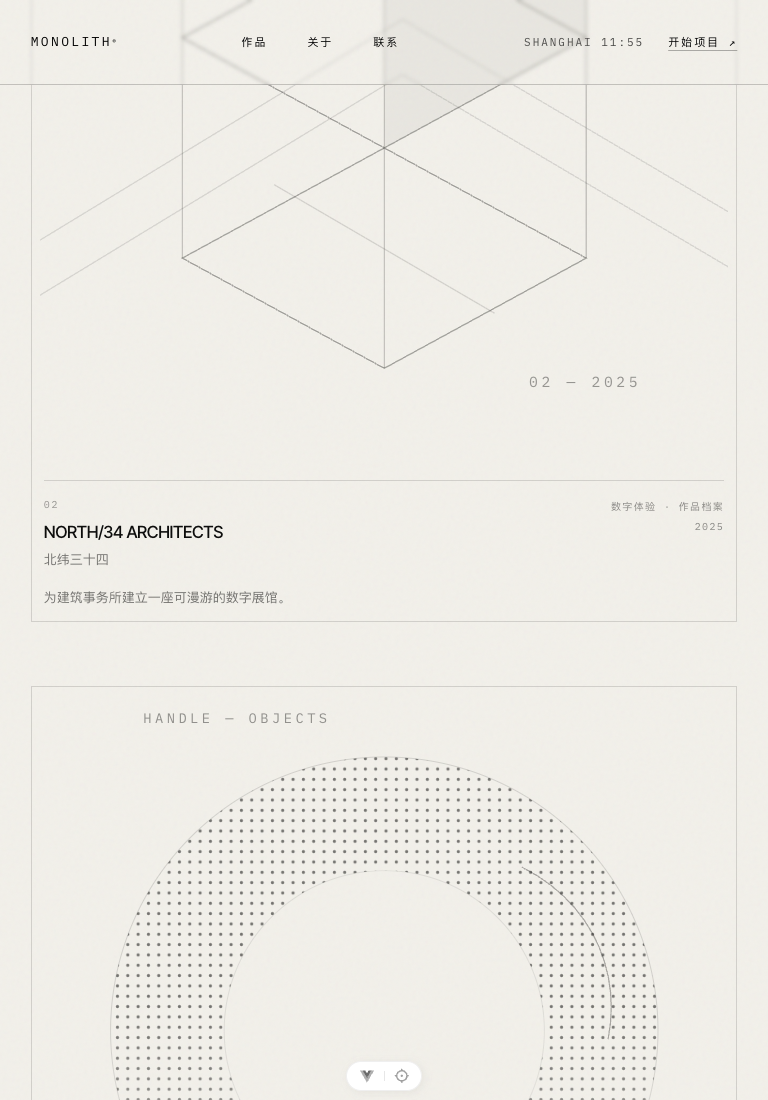 MONOLITH®
作品
关于
联系
SHANGHAI 11:55
开始项目 ↗
02 — 2025
02
数字体验 · 作品档案
2025
NORTH/34 ARCHITECTS
北纬三十四
为建筑事务所建立一座可漫游的数字展馆。
HANDLE — OBJECTS